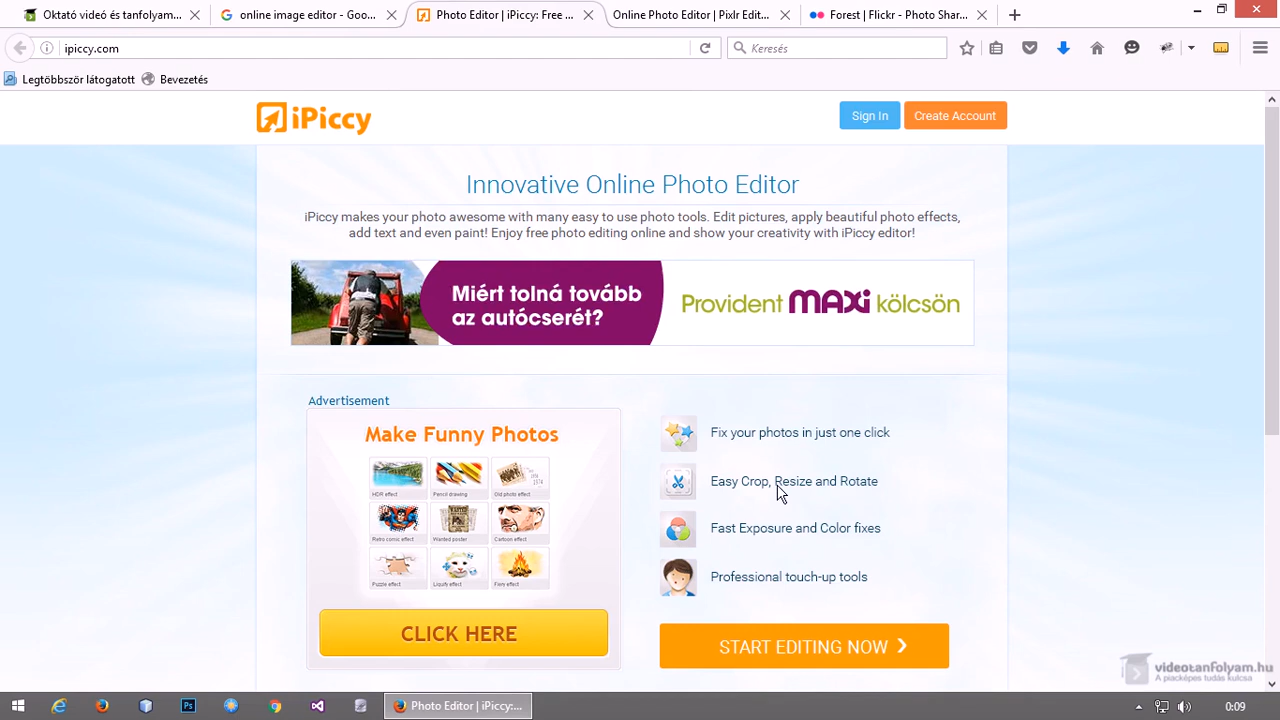 Oktató videó és tanfolyam...
online image editor - Goo...
Photo Editor | iPiccy: Free ...
Online Photo Editor | Pixlr Edit...
Forest | Flickr - Photo Shar...
ipiccy.com
Keresés
Legtöbbször látogatott
Bevezetés
iPiccy
Sign In
Create Account
Innovative Online Photo Editor
iPiccy makes your photo awesome with many easy to use photo tools. Edit pictures, apply beautiful photo effects,
add text and even paint! Enjoy free photo editing online and show your creativity with iPiccy editor!
Miért tolná tovább
az autócserét?
Provident maxi kölcsön
Advertisement
Make Funny Photos
HDR effect
Pencil drawing
Old photo effect
Retro comic effect
Wanted poster
Cartoon effect
Puzzle effect
Liquify effect
Fiery effect
CLICK HERE
Fix your photos in just one click
Easy Crop, Resize and Rotate
Fast Exposure and Color fixes
Professional touch-up tools
START EDITING NOW
videotanfolyam.hu
A piacképes tudás kulcsa
Ps
Photo Editor | iPiccy:...
0:09